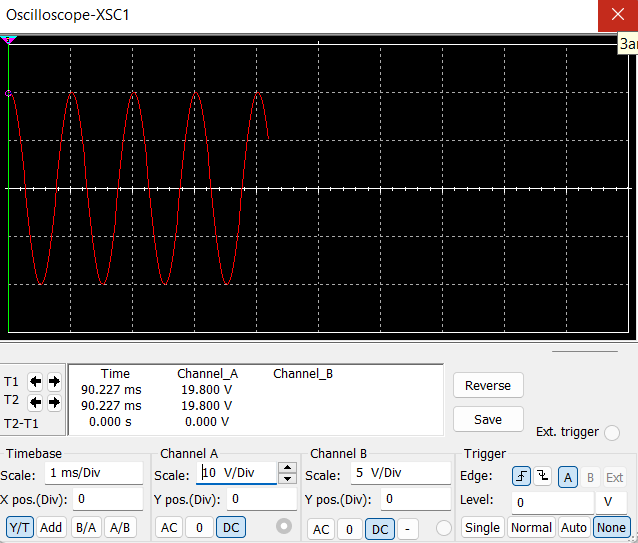 Oscilloscope-XSC1
Time Channel_A Channel_B
T1 90.227 ms 19.800 V
T2 90.227 ms 19.800 V
T2-T1 0.000 s 0.000 V
Reverse
Save
Ext. trigger
Timebase
Scale: 1 ms/Div
X pos.(Div): 0
Y/T Add B/A A/B
Channel A
Scale: 10 V/Div
Y pos.(Div): 0
AC 0 DC
Channel B
Scale: 5 V/Div
Y pos.(Div): 0
AC 0 DC -
Trigger
Edge: A B Ext
Level: 0 V
Single Normal Auto None